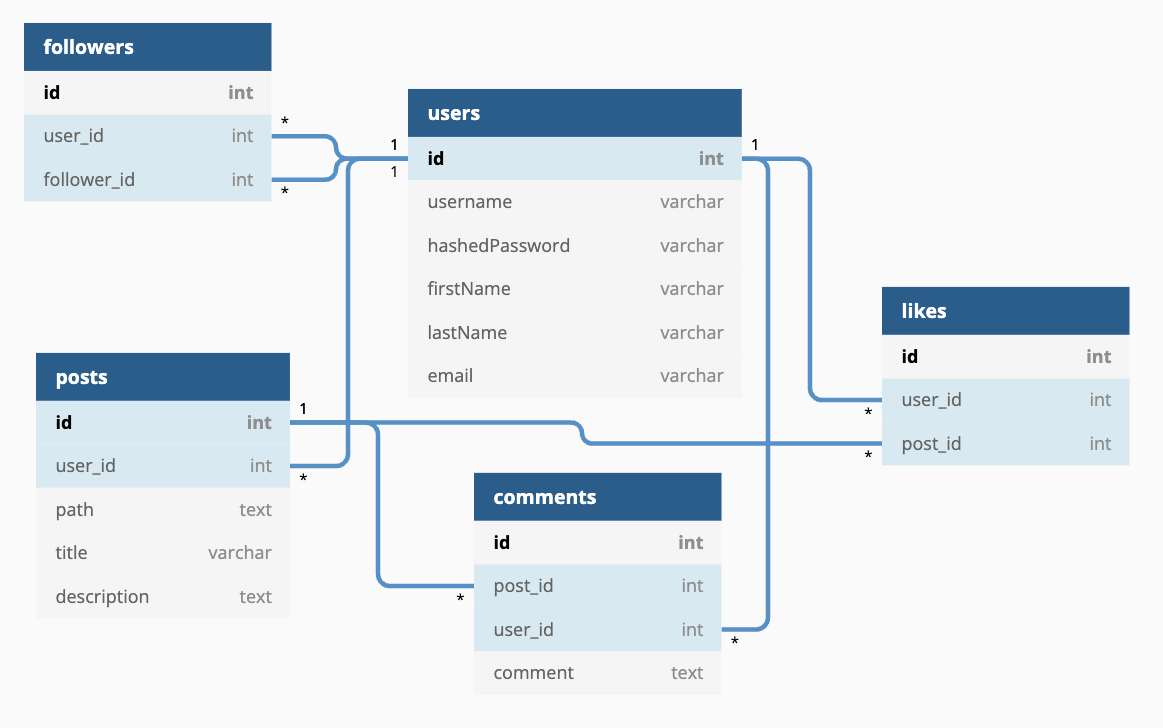 followers
id int
user_id int *
follower_id int *
users
1 id int 1
1
username varchar
hashedPassword varchar
firstName varchar
lastName varchar
email varchar
likes
id int
* user_id int
* post_id int
posts
id int 1
user_id int *
path text
title varchar
description text
comments
id int
* post_id int
user_id int *
comment text